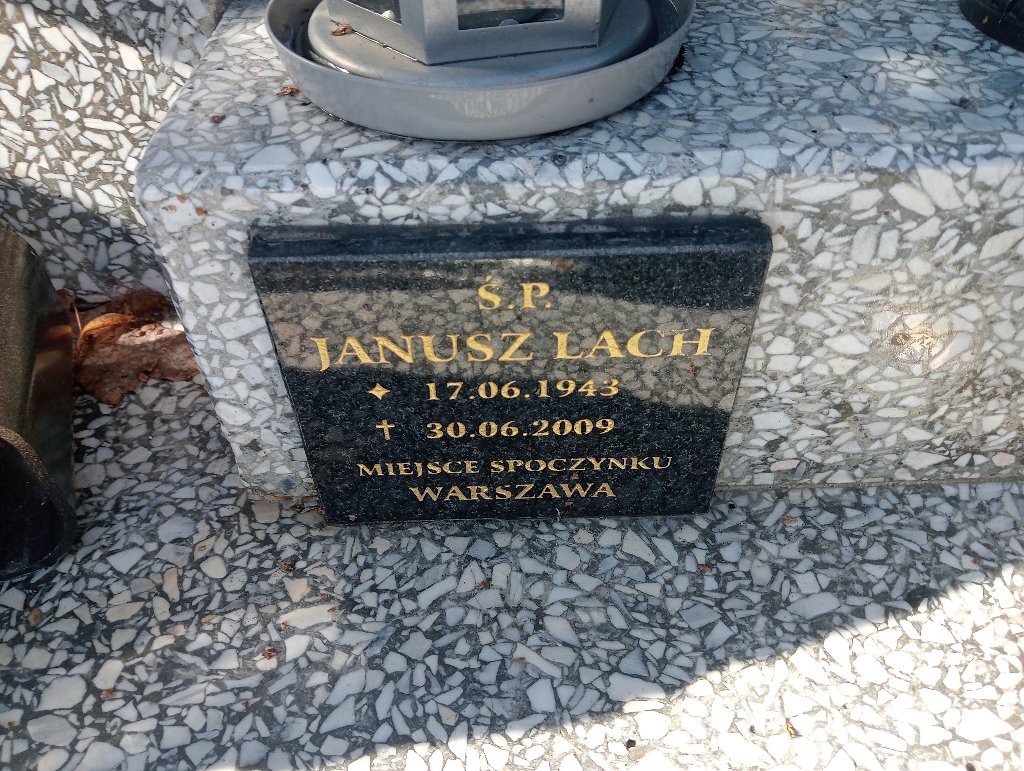 Ś.P.
JANUSZ LACH
✦ 17.06.1943
✝ 30.06.2009
MIEJSCE SPOCZYNKU
WARSZAWA